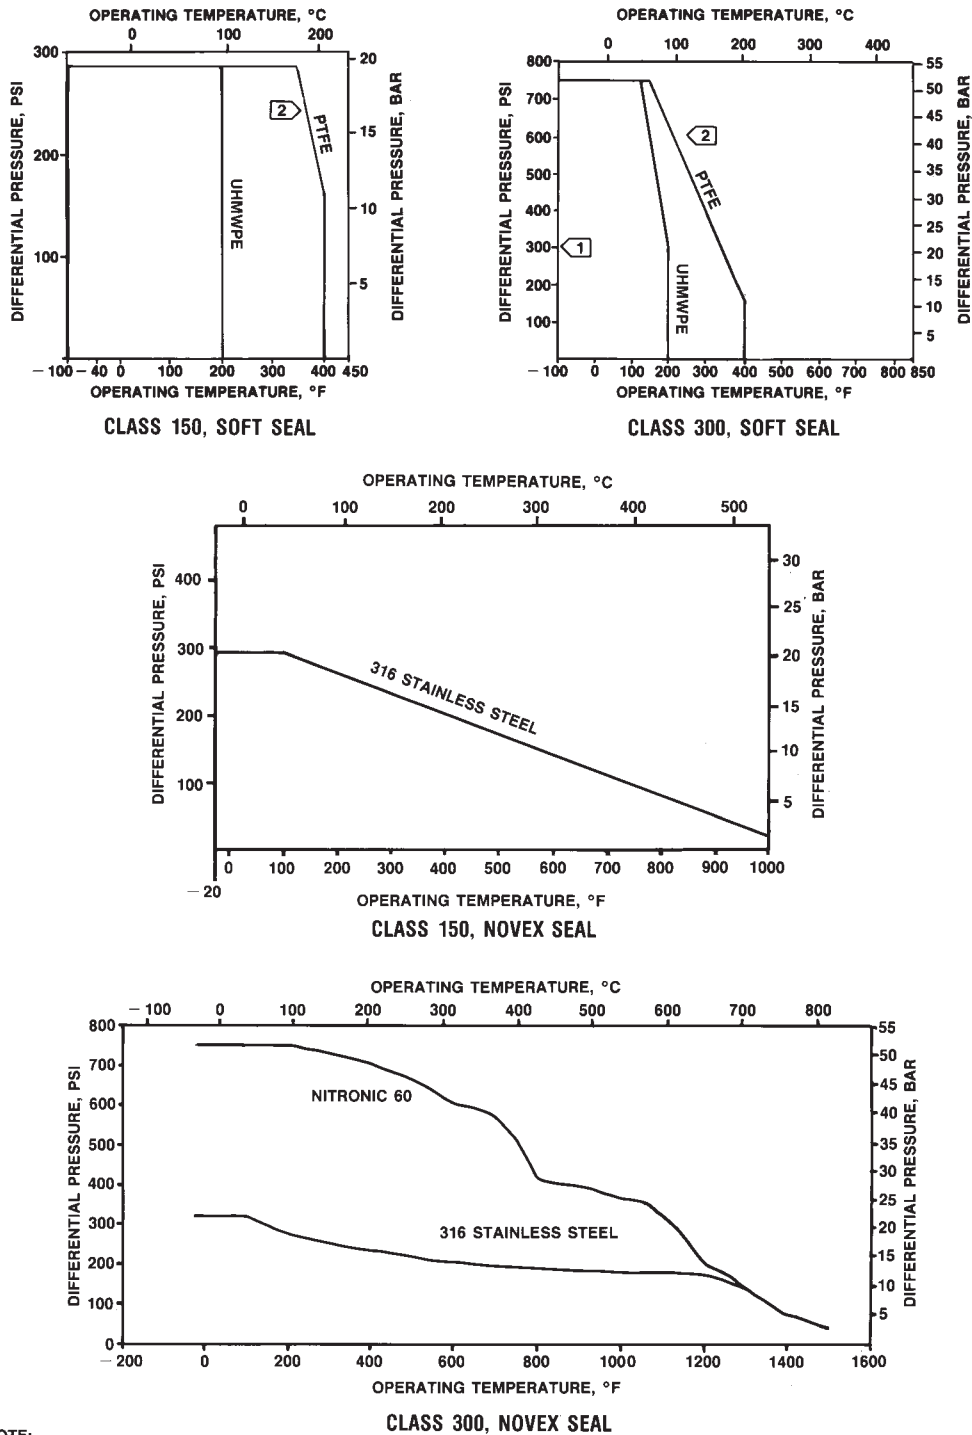 OPERATING TEMPERATURE, °C
0 100 200
DIFFERENTIAL PRESSURE, PSI
300
200
100
DIFFERENTIAL PRESSURE, BAR
20
15
10
5
2
PTFE
UHMWPE
– 100 – 40 0 100 200 300 400 450
OPERATING TEMPERATURE, °F
CLASS 150, SOFT SEAL
OPERATING TEMPERATURE, °C
0 100 200 300 400
DIFFERENTIAL PRESSURE, PSI
800
700
600
500
400
300
200
100
DIFFERENTIAL PRESSURE, BAR
55
50
45
40
35
30
25
20
15
10
5
2
PTFE
1
UHMWPE
– 100 0 100 200 300 400 500 600 700 800 850
OPERATING TEMPERATURE, °F
CLASS 300, SOFT SEAL
OPERATING TEMPERATURE, °C
0 100 200 300 400 500
DIFFERENTIAL PRESSURE, PSI
400
300
200
100
DIFFERENTIAL PRESSURE, BAR
30
25
20
15
10
5
316 STAINLESS STEEL
0 100 200 300 400 500 600 700 800 900 1000
– 20
OPERATING TEMPERATURE, °F
CLASS 150, NOVEX SEAL
OPERATING TEMPERATURE, °C
– 100 0 100 200 300 400 500 600 700 800
DIFFERENTIAL PRESSURE, PSI
800
700
600
500
400
300
200
100
0
DIFFERENTIAL PRESSURE, BAR
55
50
45
40
35
30
25
20
15
10
5
NITRONIC 60
316 STAINLESS STEEL
– 200 0 200 400 600 800 1000 1200 1400 1600
OPERATING TEMPERATURE, °F
CLASS 300, NOVEX SEAL